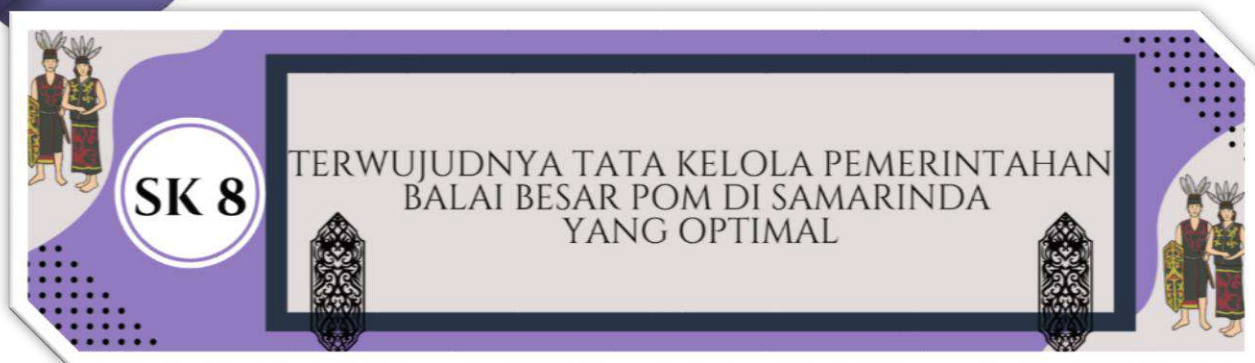 SK 8
TERWUJUDNYA TATA KELOLA PEMERINTAHAN
BALAI BESAR POM DI SAMARINDA
YANG OPTIMAL